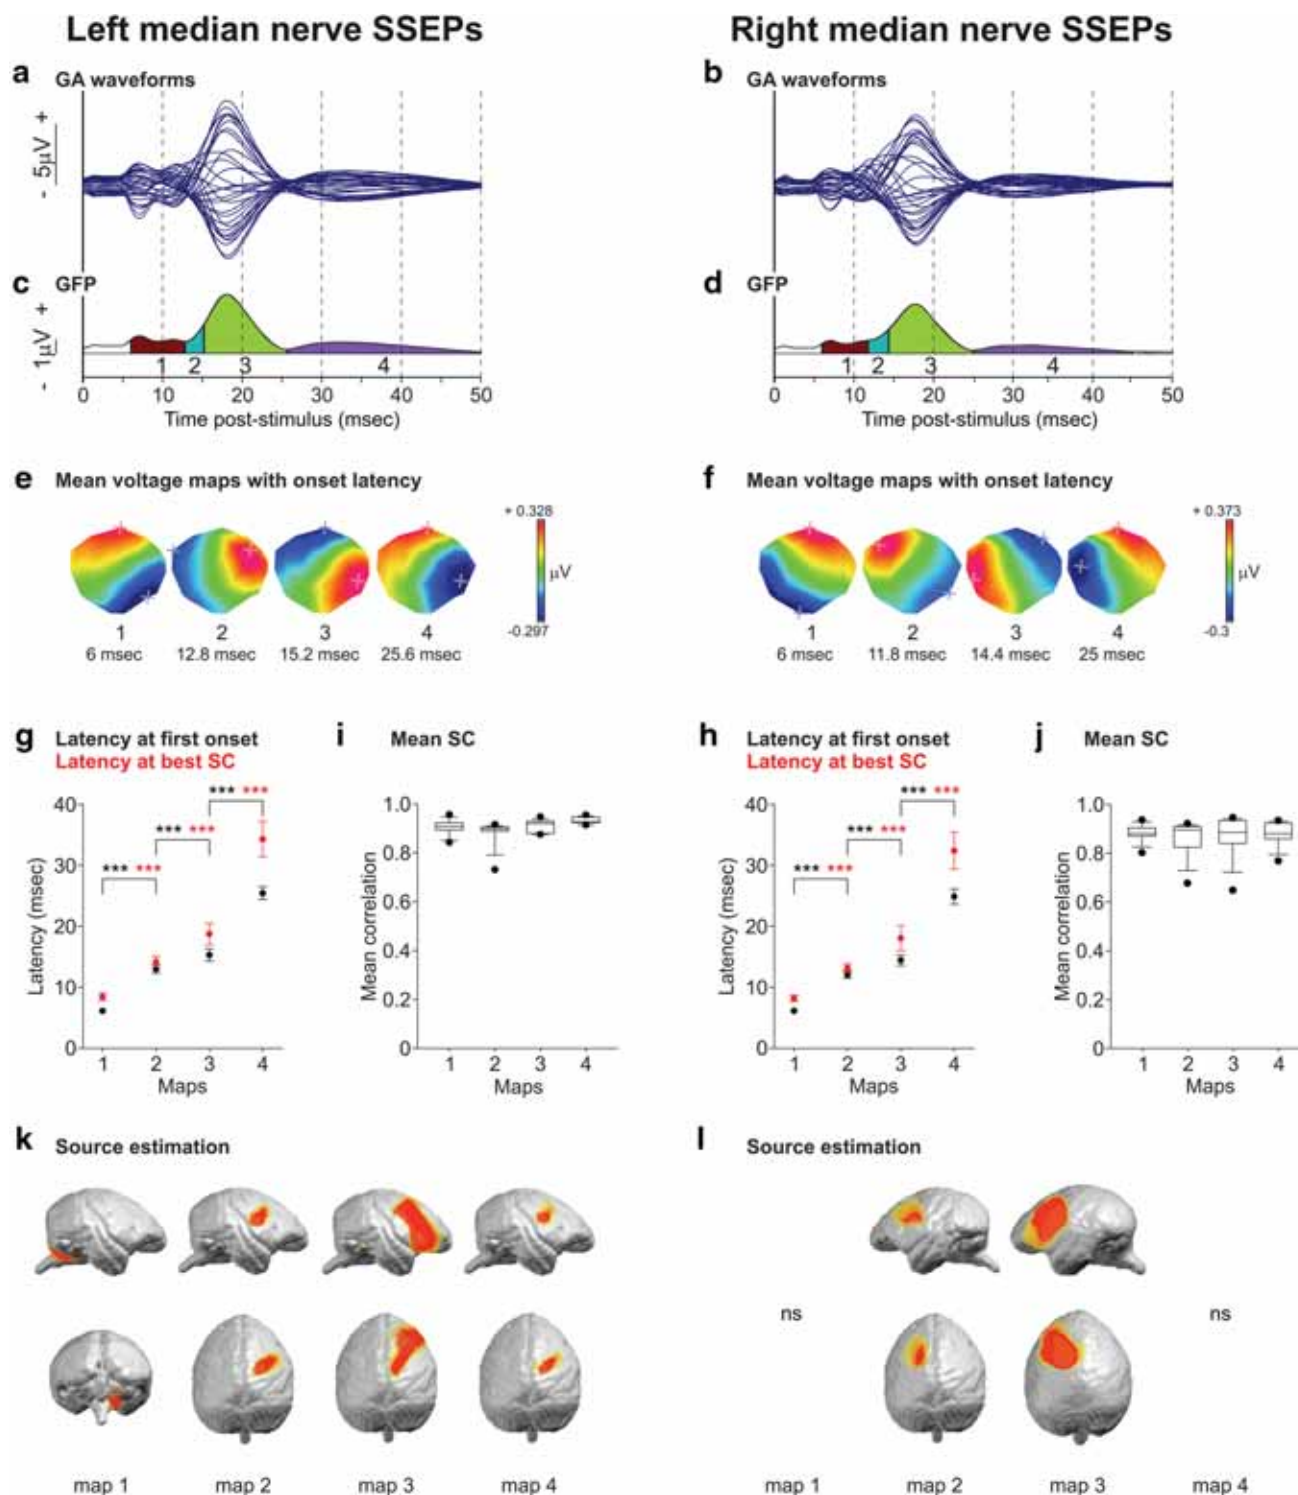 Left median nerve SSEPs
Right median nerve SSEPs
a GA waveforms
- 5µV +
b GA waveforms
c GFP
- 1µV +
1 2 3 4
0 10 20 30 40 50
Time post-stimulus (msec)
d GFP
1 2 3 4
0 10 20 30 40 50
Time post-stimulus (msec)
e Mean voltage maps with onset latency
+ 0.328
µV
-0.297
1 2 3 4
6 msec 12.8 msec 15.2 msec 25.6 msec
f Mean voltage maps with onset latency
+ 0.373
µV
-0.3
1 2 3 4
6 msec 11.8 msec 14.4 msec 25 msec
g Latency at first onset
Latency at best SC
*** ***
*** ***
*** ***
40
30
20
10
0
Latency (msec)
1 2 3 4
Maps
i Mean SC
1.0
0.8
0.6
0.4
0.2
0
Mean correlation
1 2 3 4
Maps
h Latency at first onset
Latency at best SC
*** ***
*** ***
*** ***
40
30
20
10
0
Latency (msec)
1 2 3 4
Maps
j Mean SC
1.0
0.8
0.6
0.4
0.2
0
Mean correlation
1 2 3 4
Maps
k Source estimation
map 1 map 2 map 3 map 4
l Source estimation
ns
ns
map 1 map 2 map 3 map 4